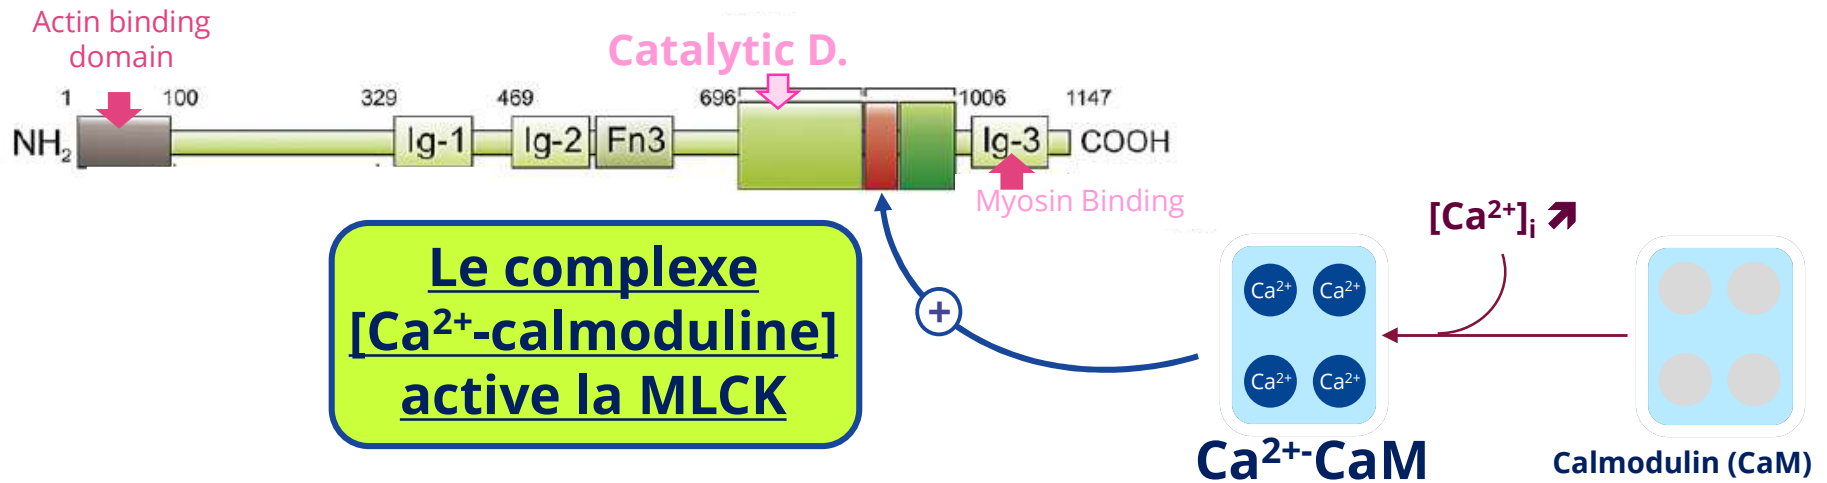 Actin binding
domain
Catalytic D.
1 100 329 469 696 1006 1147
NH₂ Ig-1 Ig-2 Fn3 Ig-3 COOH
Myosin Binding
[Ca²⁺]ᵢ
Le complexe
[Ca²⁺-calmoduline]
active la MLCK
+
Ca²⁺ Ca²⁺
Ca²⁺ Ca²⁺
Ca²⁺⁻CaM
Calmodulin (CaM)